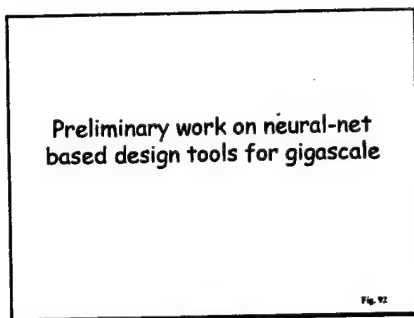 Preliminary work on neural-net
based design tools for gigascale
Fig. 92